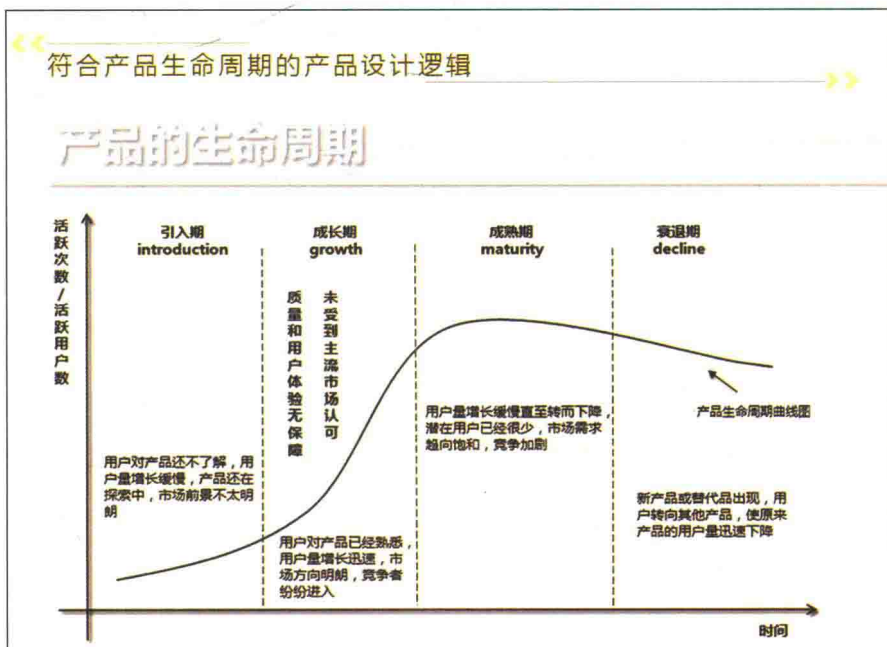 符合产品生命周期的产品设计逻辑
产品的生命周期
活跃次数/活跃用户数
引入期
introduction
成长期
growth
成熟期
maturity
衰退期
decline
质量和用户体验无保障
未受到主流市场认可
用户对产品还不了解，用
户量增长缓慢，产品还在
探索中，市场前景不太明
朗
用户对产品已经熟悉，
用户量增长迅速，市
场方向明朗，竞争者
纷纷进入
用户量增长缓慢直至转而下降，
潜在用户已经很少，市场需求
趋向饱和，竞争加剧
产品生命周期曲线图
新产品或替代品出现，用
户转向其他产品，使原来
产品的用户量迅速下降
时间